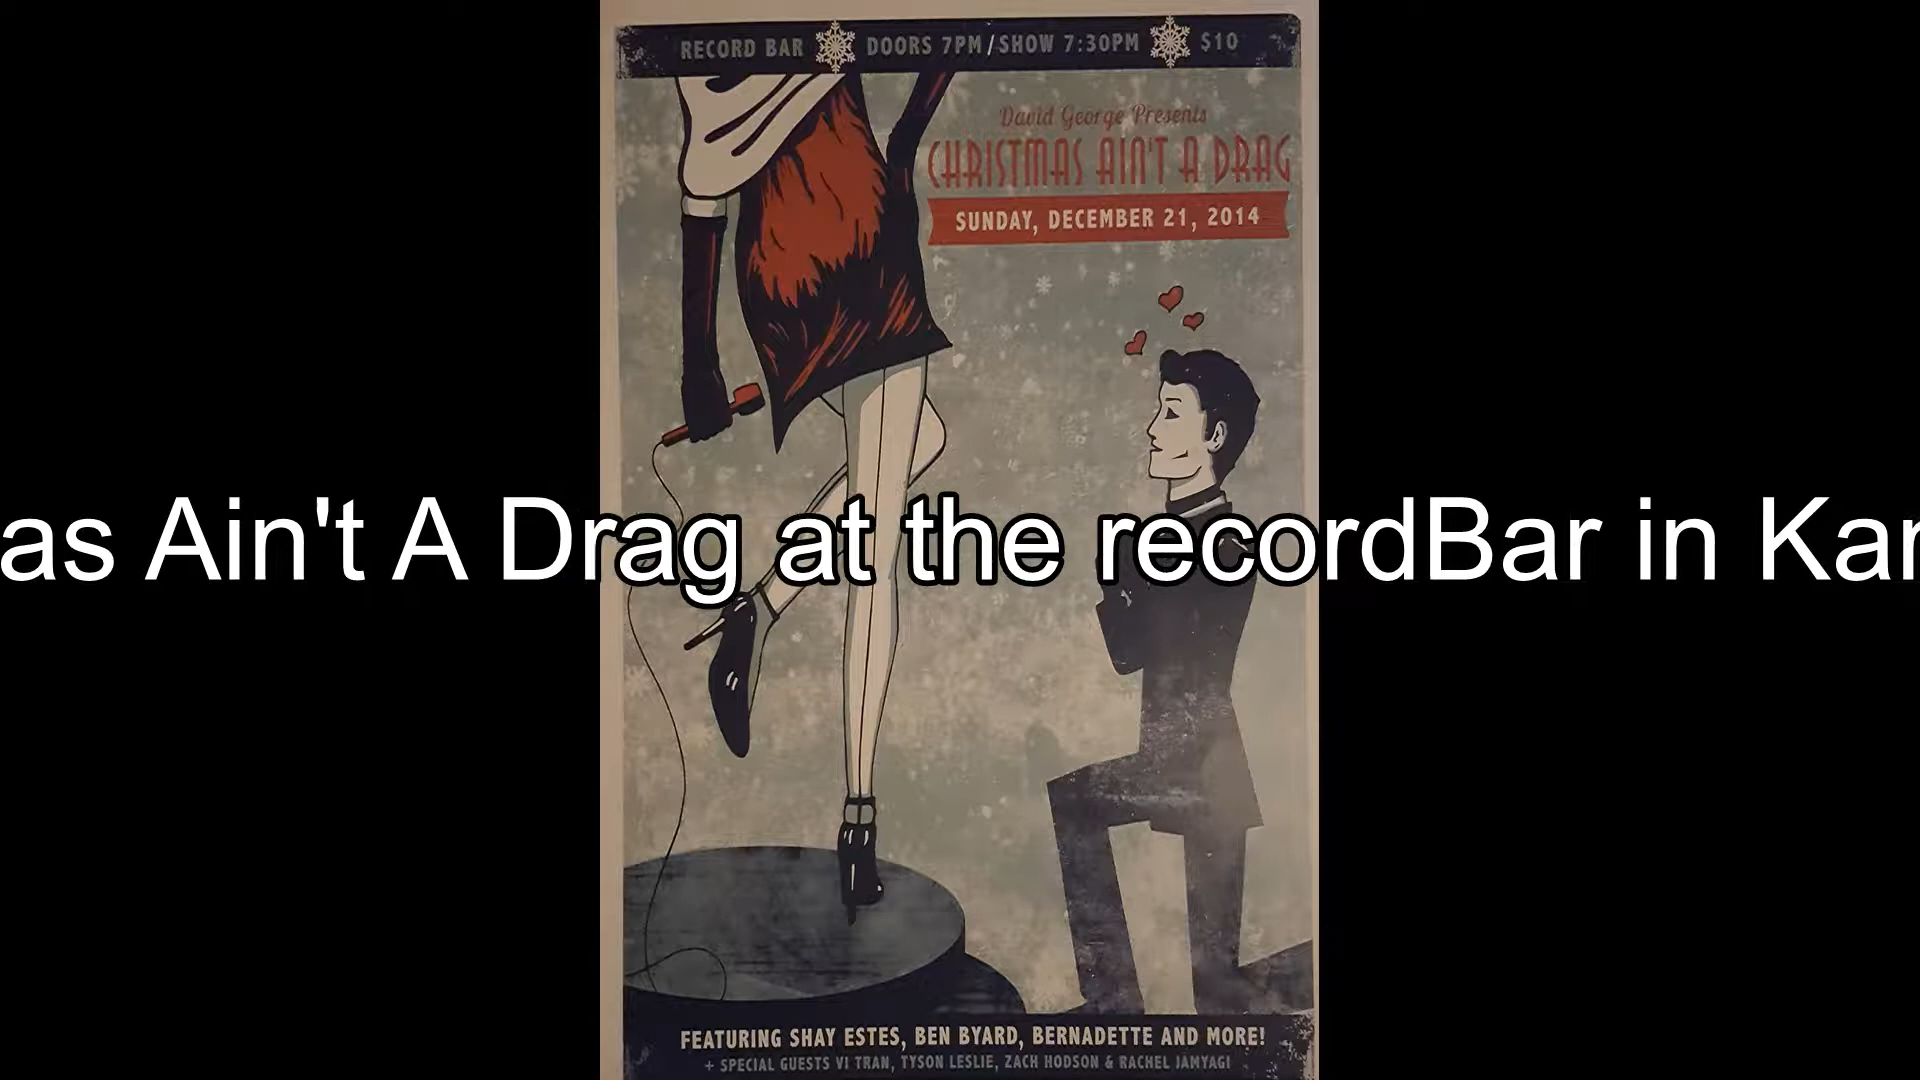 RECORD BAR DOORS 7PM/SHOW 7:30PM $10
David George Presents
CHRISTMAS AIN'T A DRAG
SUNDAY, DECEMBER 21, 2014
as Ain't A Drag at the recordBar in Kan
FEATURING SHAY ESTES, BEN BYARD, BERNADETTE AND MORE!
+ SPECIAL GUESTS VI TRAN, TYSON LESLIE, ZACH HODSON & RACHEL JAMYAGI